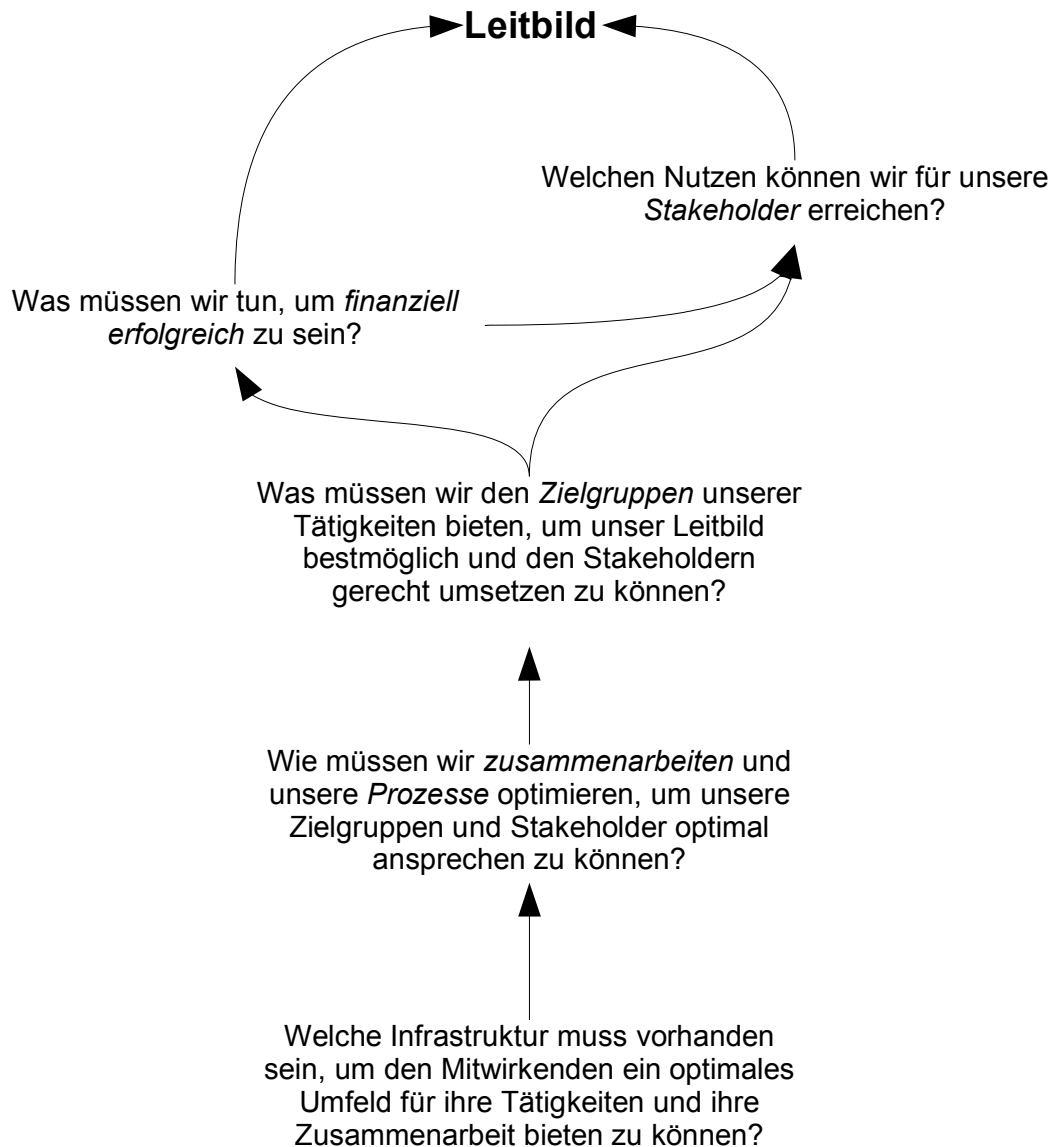 Leitbild
Welchen Nutzen können wir für unsere
Stakeholder erreichen?
Was müssen wir tun, um finanziell
erfolgreich zu sein?
Was müssen wir den Zielgruppen unserer
Tätigkeiten bieten, um unser Leitbild
bestmöglich und den Stakeholdern
gerecht umsetzen zu können?
Wie müssen wir zusammenarbeiten und
unsere Prozesse optimieren, um unsere
Zielgruppen und Stakeholder optimal
ansprechen zu können?
Welche Infrastruktur muss vorhanden
sein, um den Mitwirkenden ein optimales
Umfeld für ihre Tätigkeiten und ihre
Zusammenarbeit bieten zu können?